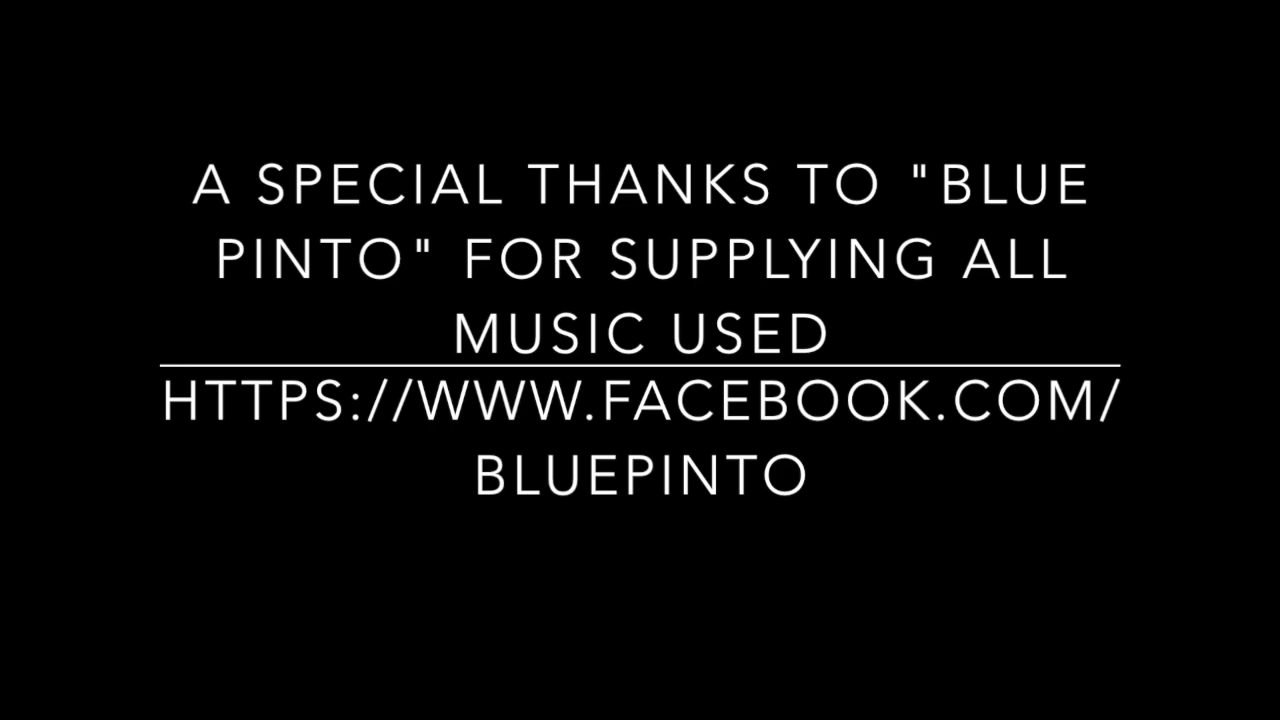 A SPECIAL THANKS TO "BLUE
PINTO" FOR SUPPLYING ALL
MUSIC USED
HTTPS://WWW.FACEBOOK.COM/
BLUEPINTO